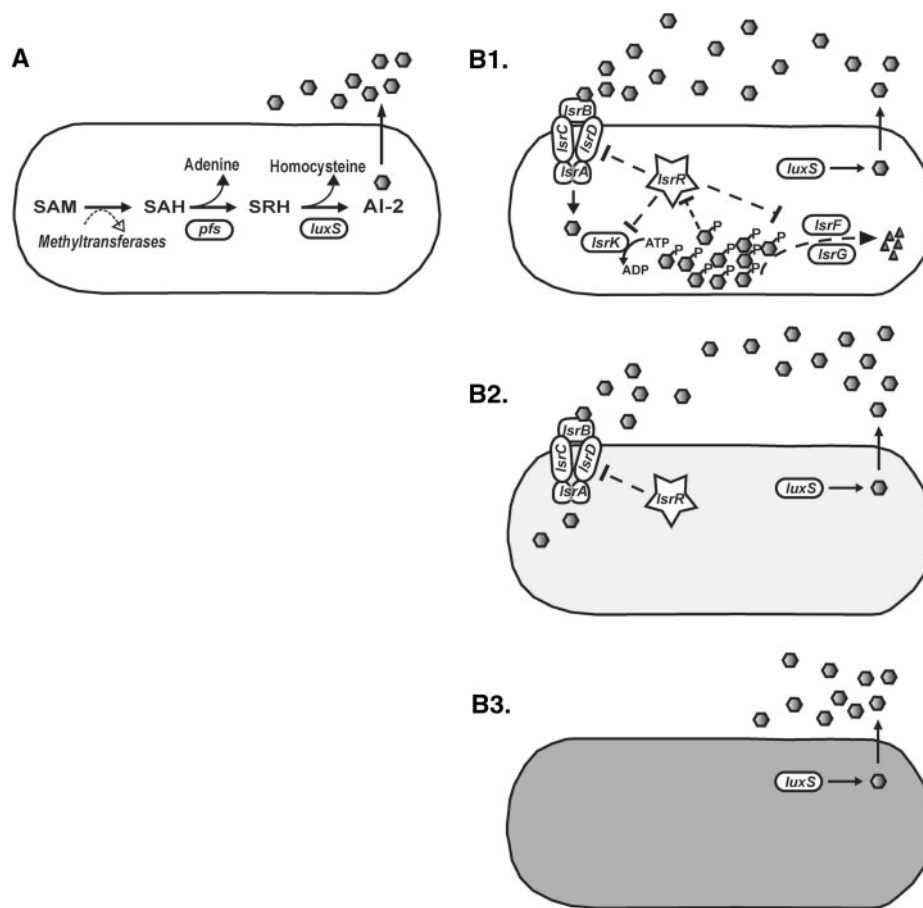 A
Adenine
Homocysteine
SAM
SAH
SRH
AI-2
Methyltransferases
pfs
luxS
B1.
lsrB
lsrC
lsrD
lsrA
lsrR
luxS
lsrK
ATP
ADP
P
P
P
P
P
P
P
P
P
P
lsrF
lsrG
B2.
lsrB
lsrC
lsrD
lsrA
lsrR
luxS
B3.
luxS